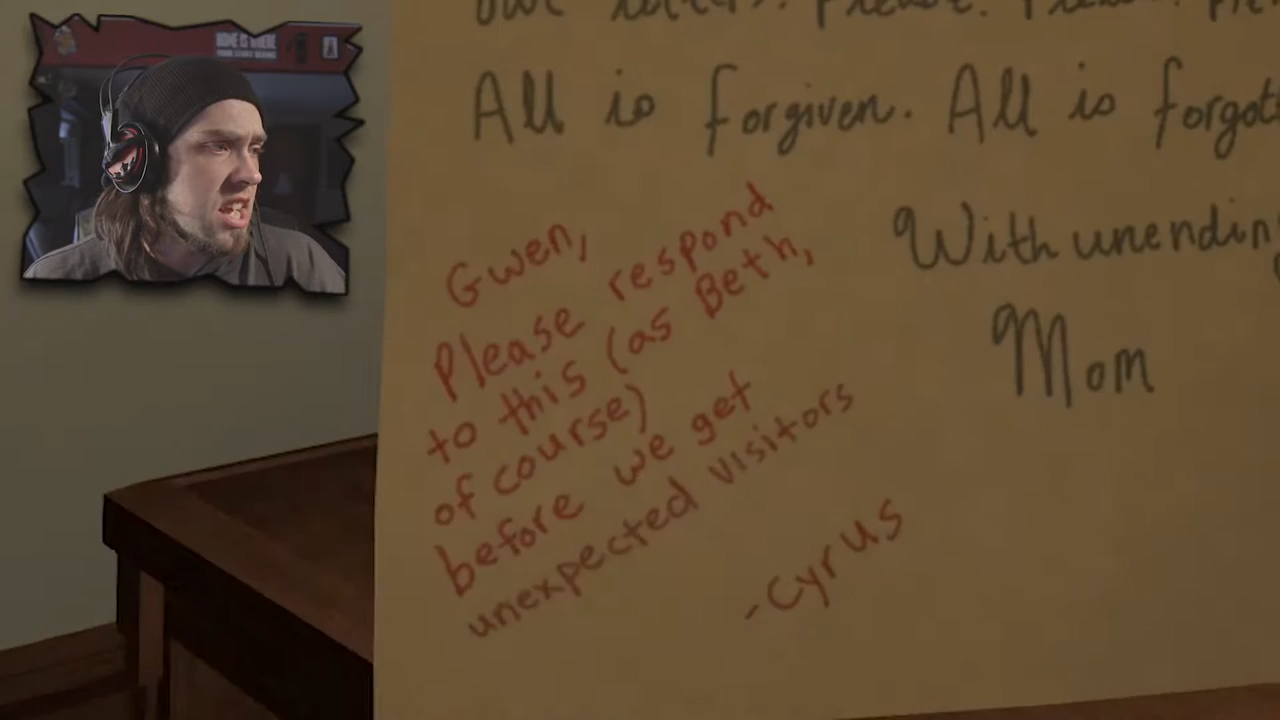 All is forgiven. All is forgot
With unending
Mom
Gwen,
Please respond
to this (as Beth,
of course)
before we get
unexpected visitors
-Cyrus